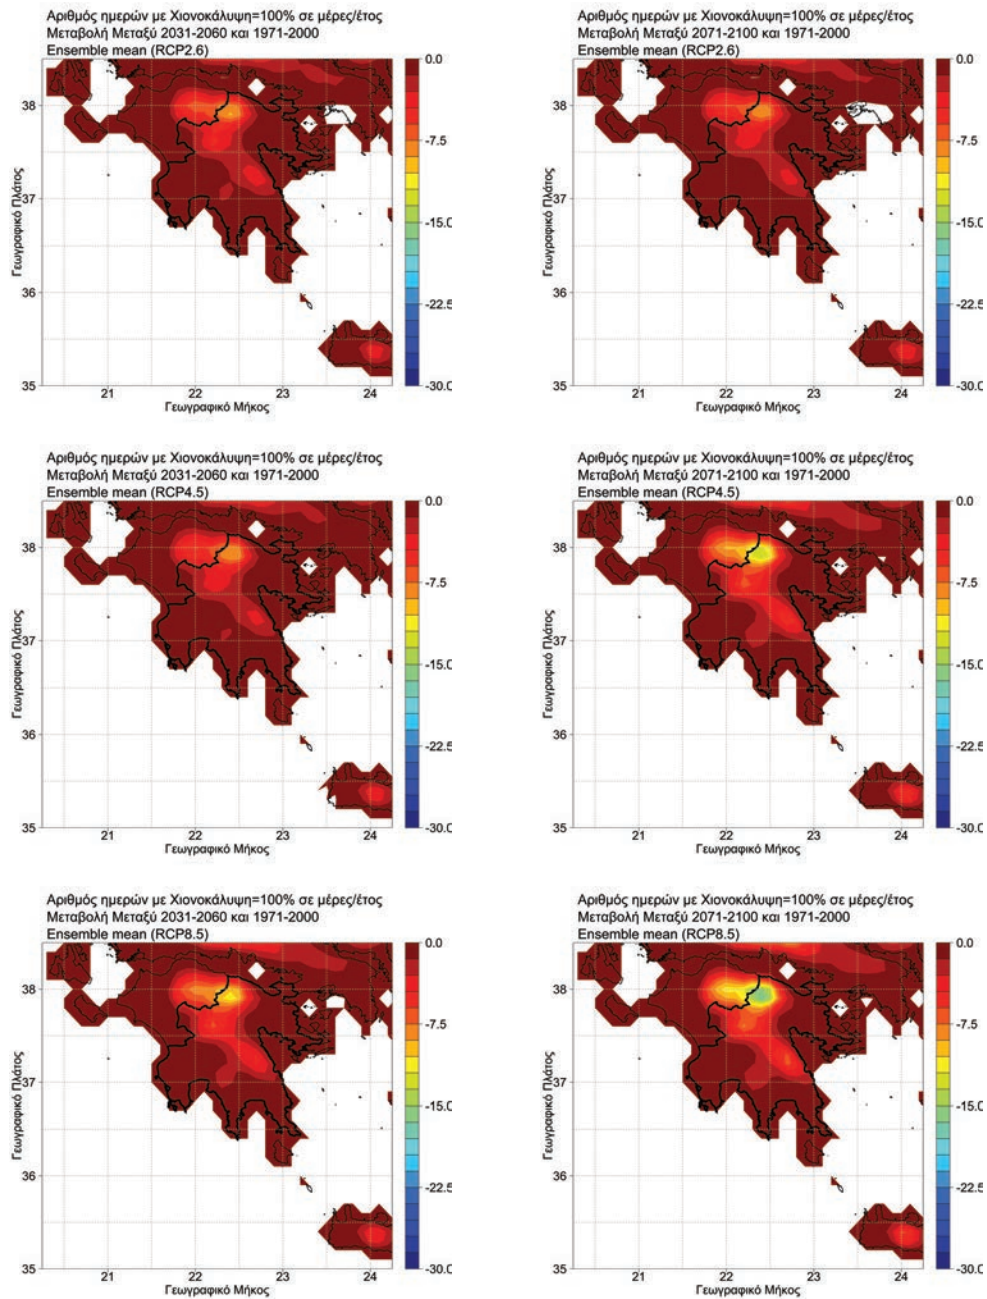 Αριθμός ημερών με Χιονοκάλυψη=100% σε μέρες/έτος
Μεταβολή Μεταξύ 2031-2060 και 1971-2000
Ensemble mean (RCP2.6)
0.0
-7.5
-15.0
-22.5
-30.0
38
37
36
35
21
22
23
24
Γεωγραφικό Πλάτος
Γεωγραφικό Μήκος
Αριθμός ημερών με Χιονοκάλυψη=100% σε μέρες/έτος
Μεταβολή Μεταξύ 2071-2100 και 1971-2000
Ensemble mean (RCP2.6)
0.0
-7.5
-15.0
-22.5
-30.0
38
37
36
35
21
22
23
24
Γεωγραφικό Πλάτος
Γεωγραφικό Μήκος
Αριθμός ημερών με Χιονοκάλυψη=100% σε μέρες/έτος
Μεταβολή Μεταξύ 2031-2060 και 1971-2000
Ensemble mean (RCP4.5)
0.0
-7.5
-15.0
-22.5
-30.0
38
37
36
35
21
22
23
24
Γεωγραφικό Πλάτος
Γεωγραφικό Μήκος
Αριθμός ημερών με Χιονοκάλυψη=100% σε μέρες/έτος
Μεταβολή Μεταξύ 2071-2100 και 1971-2000
Ensemble mean (RCP4.5)
0.0
-7.5
-15.0
-22.5
-30.0
38
37
36
35
21
22
23
24
Γεωγραφικό Πλάτος
Γεωγραφικό Μήκος
Αριθμός ημερών με Χιονοκάλυψη=100% σε μέρες/έτος
Μεταβολή Μεταξύ 2031-2060 και 1971-2000
Ensemble mean (RCP8.5)
0.0
-7.5
-15.0
-22.5
-30.0
38
37
36
35
21
22
23
24
Γεωγραφικό Πλάτος
Γεωγραφικό Μήκος
Αριθμός ημερών με Χιονοκάλυψη=100% σε μέρες/έτος
Μεταβολή Μεταξύ 2071-2100 και 1971-2000
Ensemble mean (RCP8.5)
0.0
-7.5
-15.0
-22.5
-30.0
38
37
36
35
21
22
23
24
Γεωγραφικό Πλάτος
Γεωγραφικό Μήκος